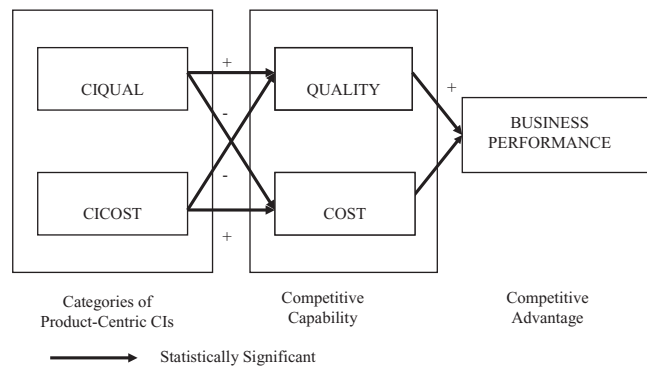 +
+
CIQUAL
QUALITY
-
BUSINESS
PERFORMANCE
-
CICOST
COST
+
Categories of
Product-Centric CIs
Competitive
Capability
Competitive
Advantage
Statistically Significant